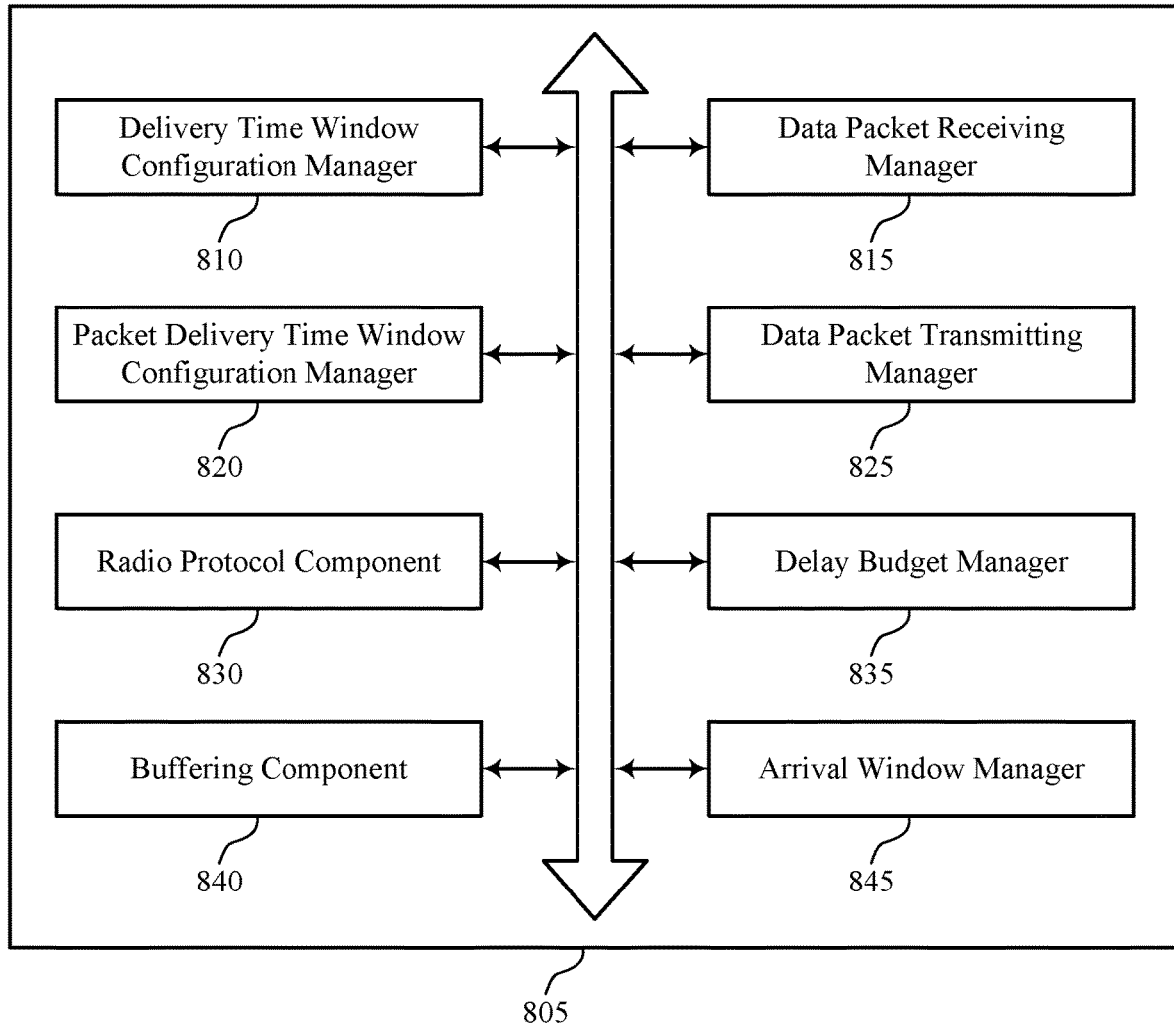 Delivery Time Window
Configuration Manager
810
Data Packet Receiving
Manager
815
Packet Delivery Time Window
Configuration Manager
820
Data Packet Transmitting
Manager
825
Radio Protocol Component
830
Delay Budget Manager
835
Buffering Component
840
Arrival Window Manager
845
805